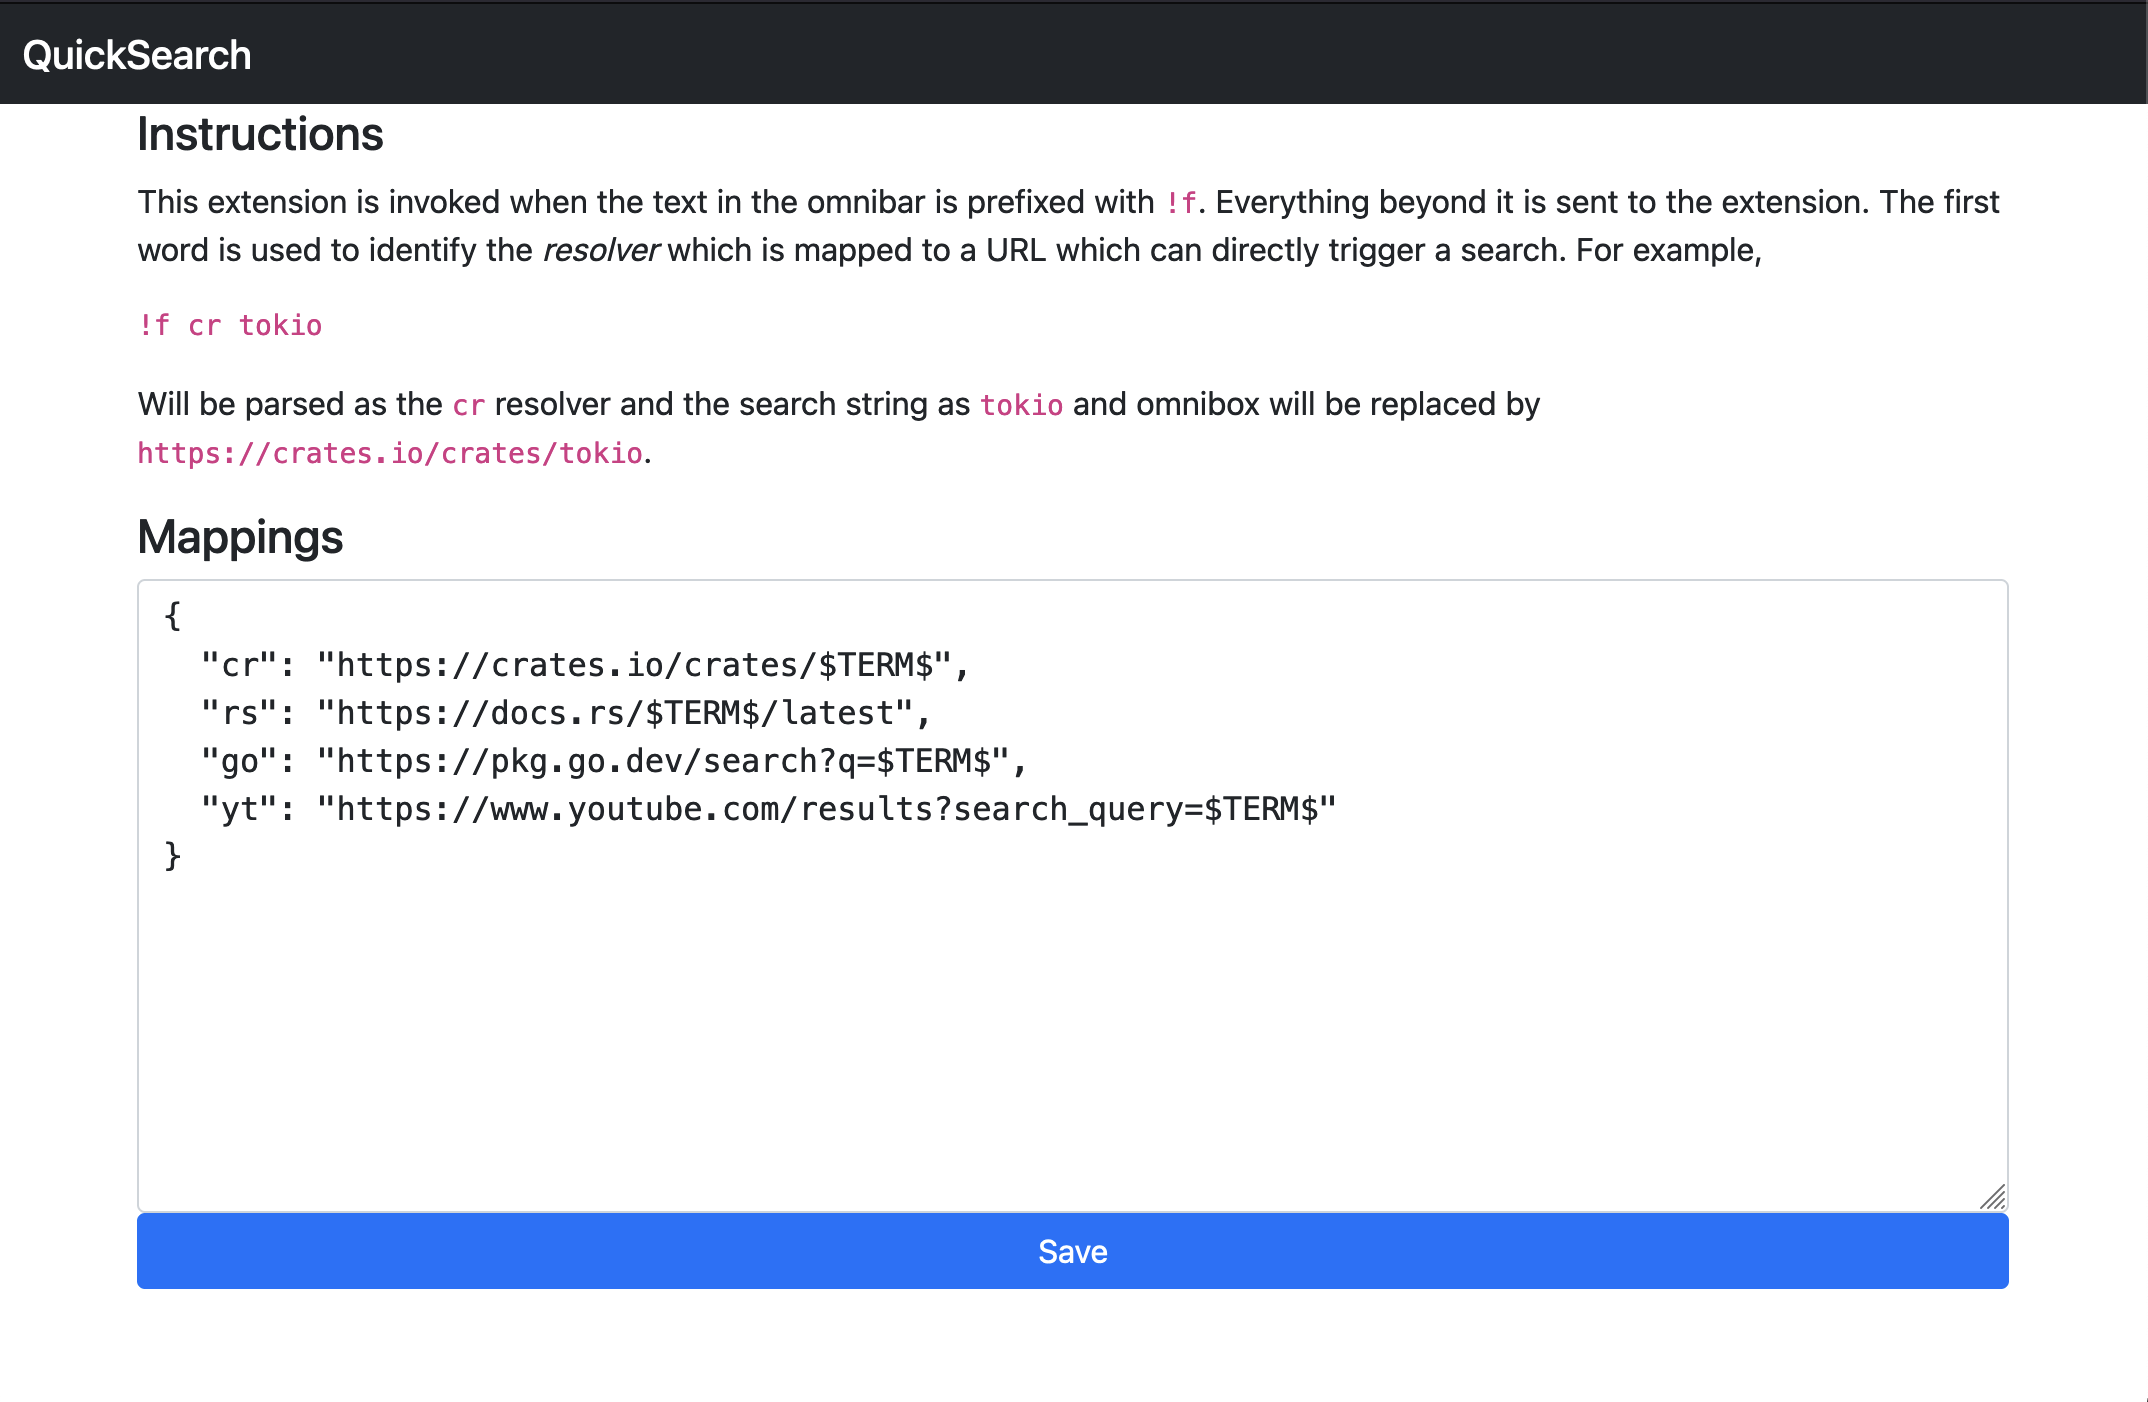 QuickSearch
Instructions
This extension is invoked when the text in the omnibar is prefixed with !f. Everything beyond it is sent to the extension. The first
word is used to identify the resolver which is mapped to a URL which can directly trigger a search. For example,
!f cr tokio
Will be parsed as the cr resolver and the search string as tokio and omnibox will be replaced by
https://crates.io/crates/tokio.
Mappings
{
  "cr": "https://crates.io/crates/$TERM$",
  "rs": "https://docs.rs/$TERM$/latest",
  "go": "https://pkg.go.dev/search?q=$TERM$",
  "yt": "https://www.youtube.com/results?search_query=$TERM$"
}
Save